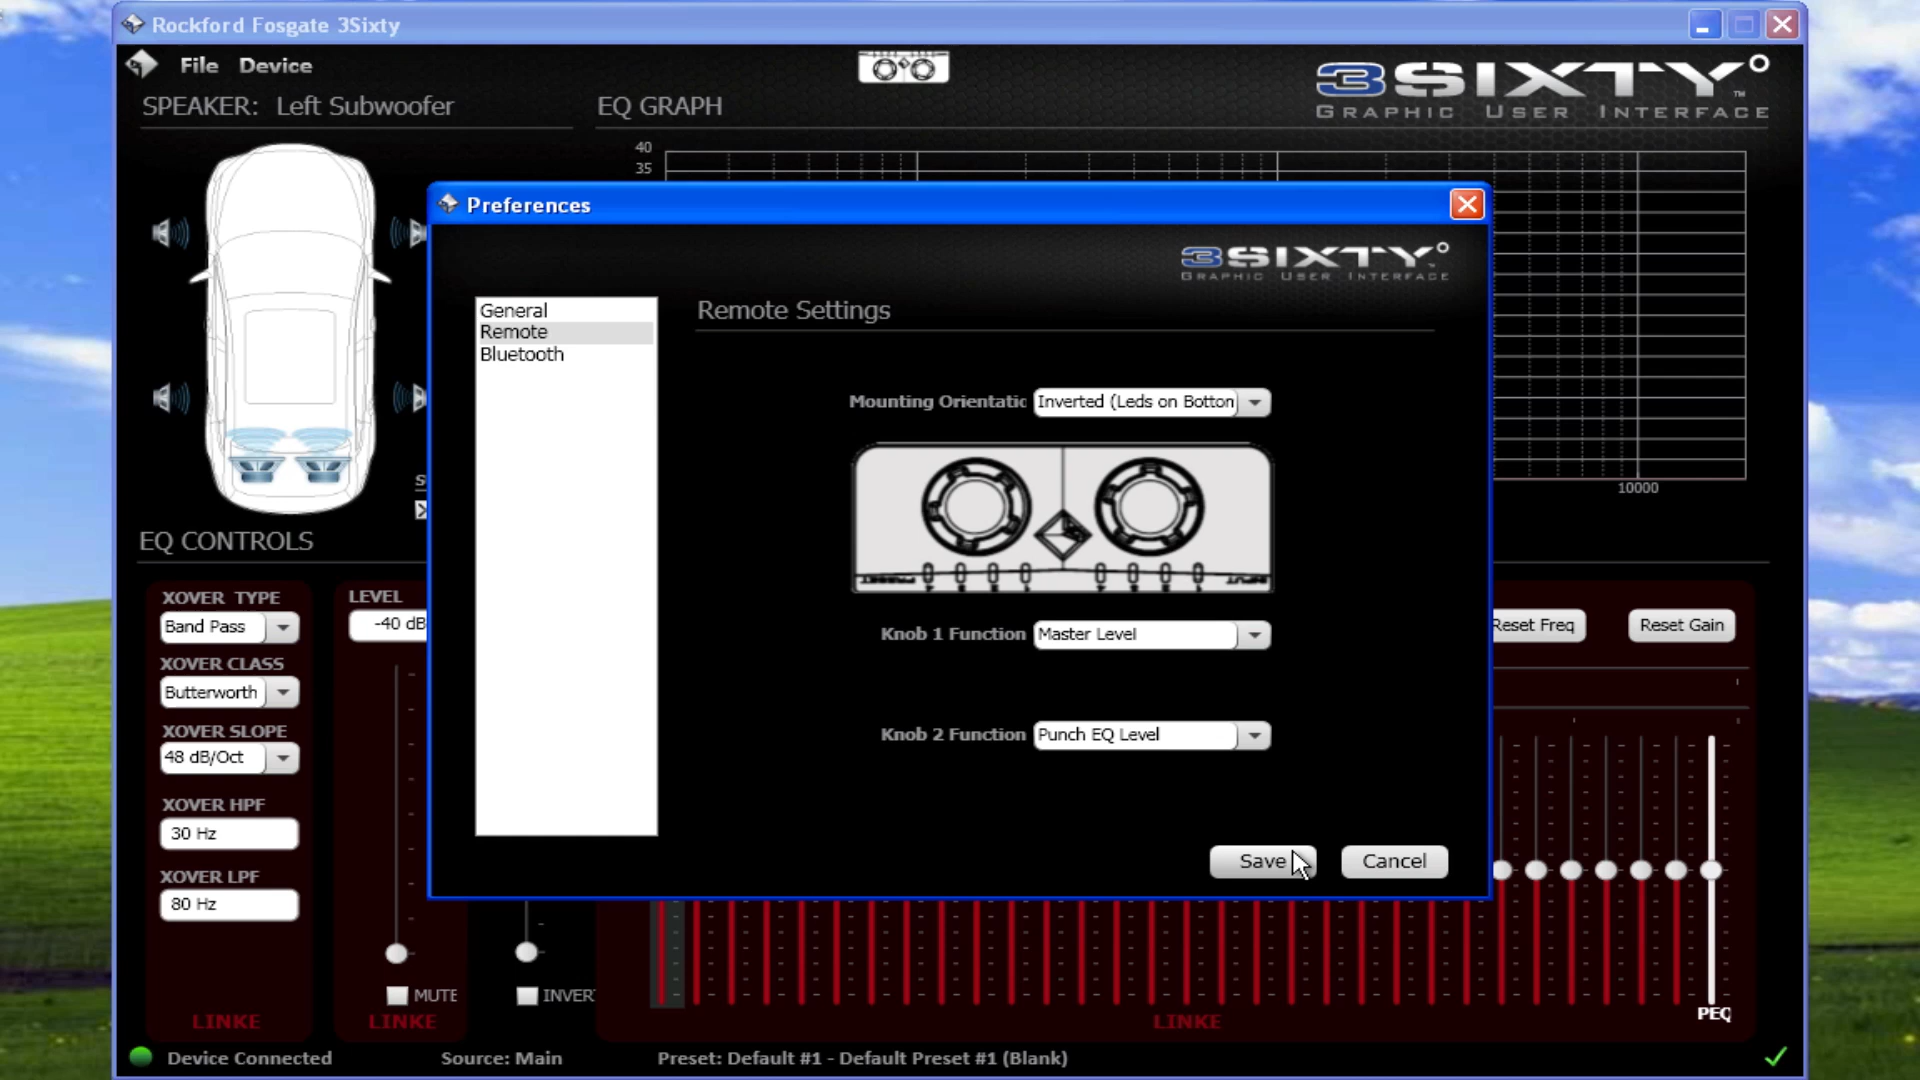 Rockford Fosgate 3Sixty
File Device
SPEAKER: Left Subwoofer
EQ GRAPH
3SIXTY°
™
GRAPHIC USER INTERFACE
40
35
10000
Preferences
3SIXTY°
GRAPHIC USER INTERFACE
General
Remote
Bluetooth
Remote Settings
Mounting Orientatic
Inverted (Leds on Botton
PRESET
INPUT
Knob 1 Function
Master Level
Knob 2 Function
Punch EQ Level
Save
Cancel
EQ CONTROLS
XOVER TYPE
Band Pass
XOVER CLASS
Butterworth
XOVER SLOPE
48 dB/Oct
XOVER HPF
30 Hz
XOVER LPF
80 Hz
LINKE
LEVEL
-40 dB
MUTE
LINKE
INVER
Reset Freq
Reset Gain
PEQ
LINKE
Device Connected
Source: Main
Preset: Default #1 - Default Preset #1 (Blank)